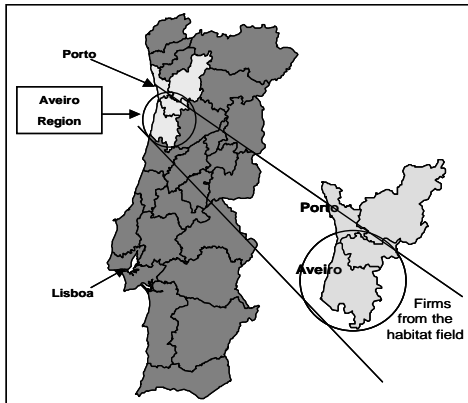 Porto
Aveiro
Region
Porto
Aveiro
Lisboa
Firms
from the
habitat field